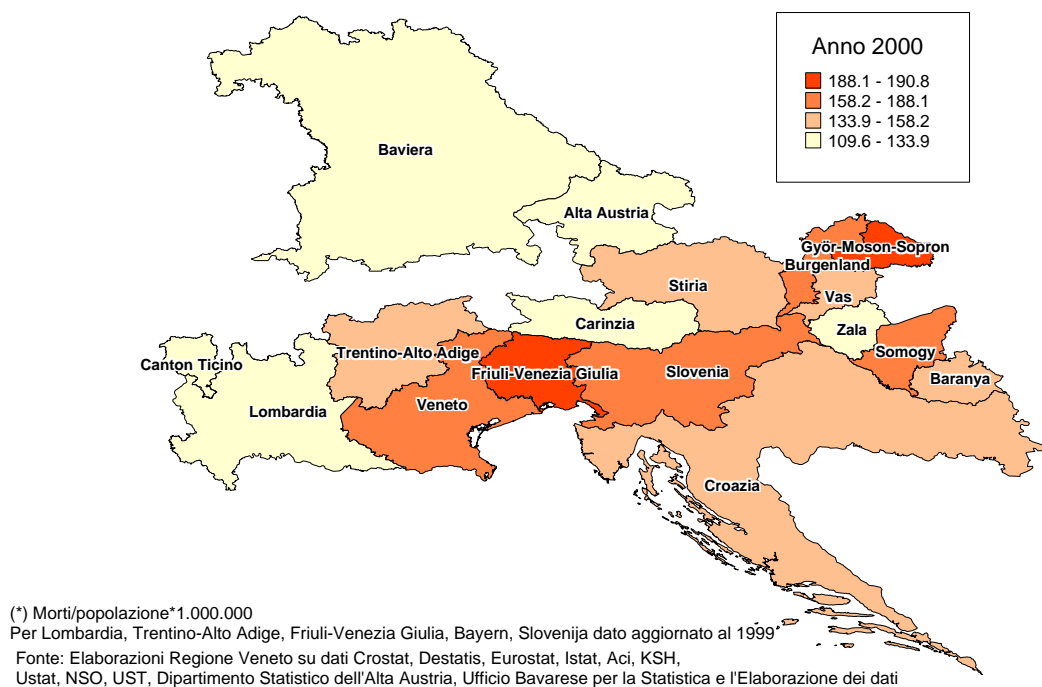 Anno 2000
188.1 - 190.8
158.2 - 188.1
133.9 - 158.2
109.6 - 133.9
Baviera
Alta Austria
Györ-Moson-Sopron
Burgenland
Stiria
Vas
Carinzia
Zala
Trentino-Alto Adige
Canton Ticino
Somogy
Friuli-Venezia Giulia
Slovenia
Baranya
Veneto
Lombardia
Croazia
(*) Morti/popolazione*1.000.000
Per Lombardia, Trentino-Alto Adige, Friuli-Venezia Giulia, Bayern, Slovenija dato aggiornato al 1999
Fonte: Elaborazioni Regione Veneto su dati Crostat, Destatis, Eurostat, Istat, Aci, KSH,
Ustat, NSO, UST, Dipartimento Statistico dell'Alta Austria, Ufficio Bavarese per la Statistica e l'Elaborazione dei dati